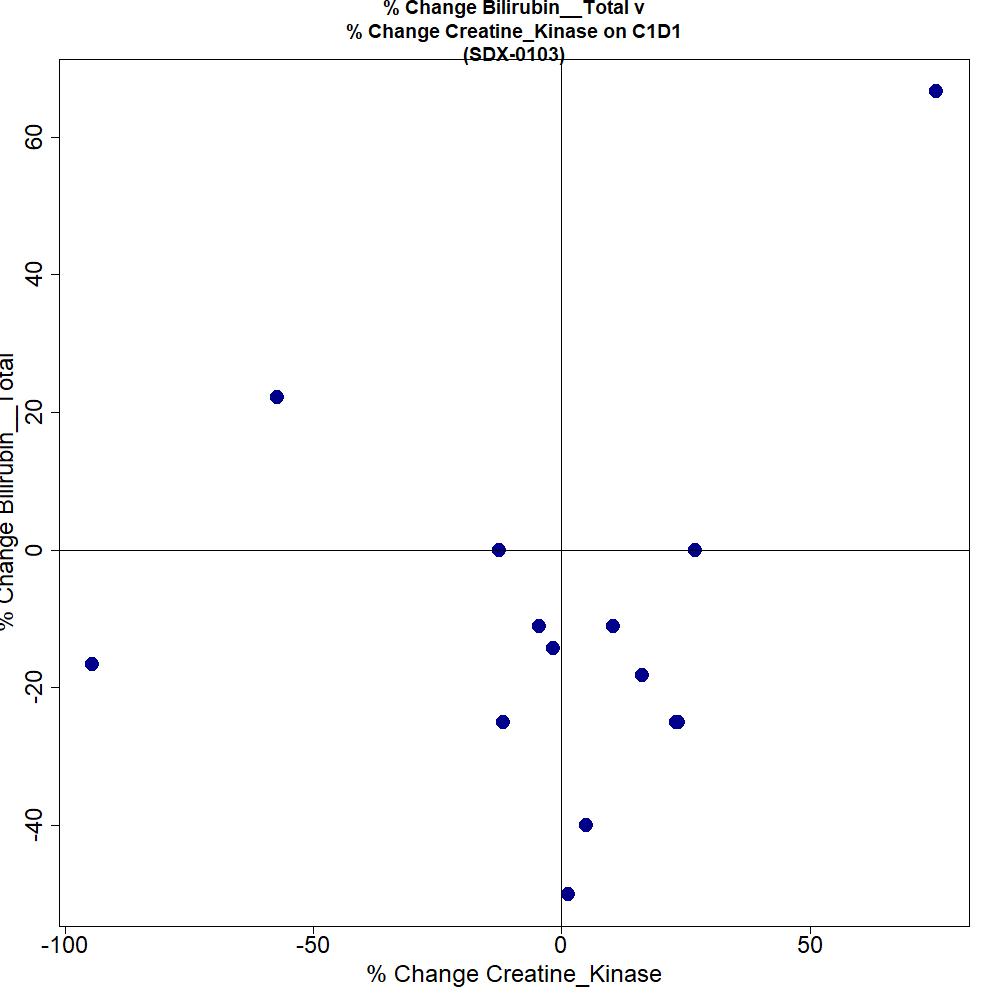 % Change Bilirubin__Total v
% Change Creatine_Kinase on C1D1
(SDX-0103)
% Change Bilirubin__Total
60
40
20
0
-20
-40
-100
-50
0
50
% Change Creatine_Kinase